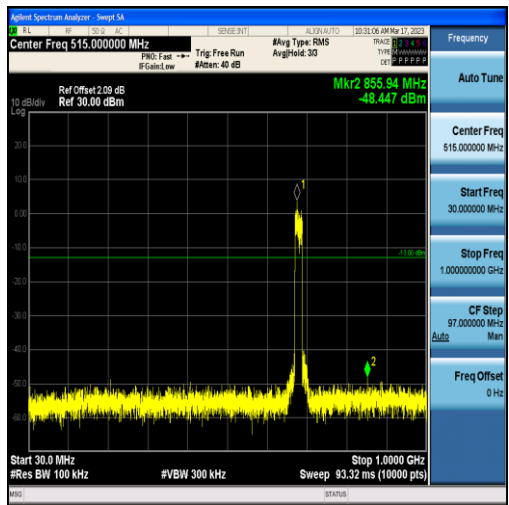 Agilent Spectrum Analyzer - Swept SA
RL RF 50 Ω AC SENSE:INT ALIGN AUTO 10:31:06 AM Mar 17, 2023
Center Freq 515.000000 MHz
PNO: Fast
IFGain:Low
Trig: Free Run
#Atten: 40 dB
#Avg Type: RMS
Avg|Hold: 3/3
TRACE 1 2 3 4 5 6
TYPE M
DET P P P P P P
Frequency
Mkr2 855.94 MHz
-48.447 dBm
Ref Offset 2.09 dB
Ref 30.00 dBm
10 dB/div
Log
20.0
10.0
0.00
-10.0
-20.0
-30.0
-40.0
-50.0
-60.0
1
-13.00 dBm
2
Start 30.0 MHz
Stop 1.0000 GHz
#Res BW 100 kHz
#VBW 300 kHz
Sweep 93.32 ms (10000 pts)
Auto Tune
Center Freq
515.000000 MHz
Start Freq
30.000000 MHz
Stop Freq
1.000000000 GHz
CF Step
97.000000 MHz
Auto Man
Freq Offset
0 Hz
MSG
STATUS